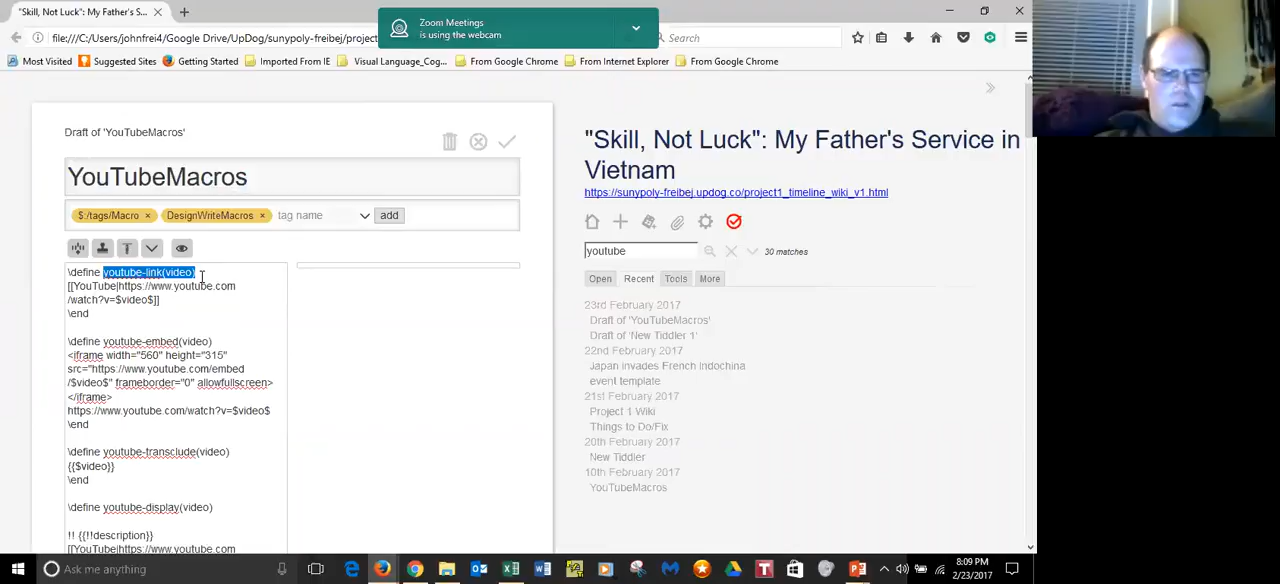 "Skill, Not Luck": My Father's S...
Zoom Meetings
is using the webcam
file:///C:/Users/johnfrei4/Google Drive/UpDog/sunypoly-freibej/project
Search
Most Visited
Suggested Sites
Getting Started
Imported From IE
Visual_Language_Cog...
From Google Chrome
From Internet Explorer
From Google Chrome
Draft of 'YouTubeMacros'
YouTubeMacros
$:/tags/Macro ×
DesignWriteMacros ×
tag name
add
\define youtube-link(video)
[[YouTube|https://www.youtube.com
/watch?v=$video$]]
\end
\define youtube-embed(video)
<iframe width="560" height="315"
src="https://www.youtube.com/embed
/$video$" frameborder="0" allowfullscreen>
</iframe>
https://www.youtube.com/watch?v=$video$
\end
\define youtube-transclude(video)
{{$video}}
\end
\define youtube-display(video)
!! {{!!description}}
[[YouTube|https://www.youtube.com
"Skill, Not Luck": My Father's Service in
Vietnam
https://sunypoly-freibej.updog.co/project1_timeline_wiki_v1.html
youtube
30 matches
Open
Recent
Tools
More
23rd February 2017
Draft of 'YouTubeMacros'
Draft of 'New Tiddler 1'
22nd February 2017
Japan invades French Indochina
event template
21st February 2017
Project 1 Wiki
Things to Do/Fix
20th February 2017
New Tiddler
10th February 2017
YouTubeMacros
Ask me anything
8:09 PM
2/23/2017